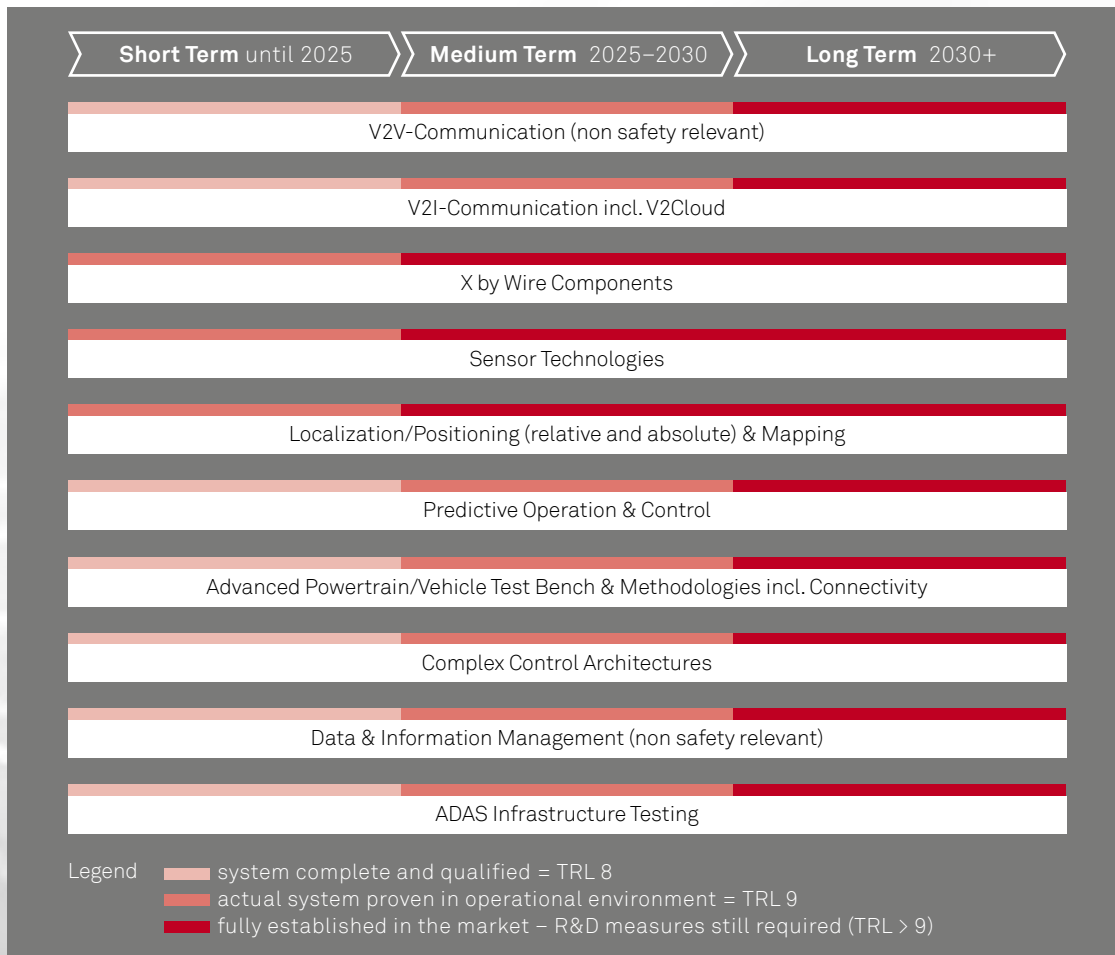 Short Term until 2025
Medium Term 2025–2030
Long Term 2030+
V2V-Communication (non safety relevant)
V2I-Communication incl. V2Cloud
X by Wire Components
Sensor Technologies
Localization/Positioning (relative and absolute) & Mapping
Predictive Operation & Control
Advanced Powertrain/Vehicle Test Bench & Methodologies incl. Connectivity
Complex Control Architectures
Data & Information Management (non safety relevant)
ADAS Infrastructure Testing
Legend
system complete and qualified = TRL 8
actual system proven in operational environment = TRL 9
fully established in the market – R&D measures still required (TRL > 9)